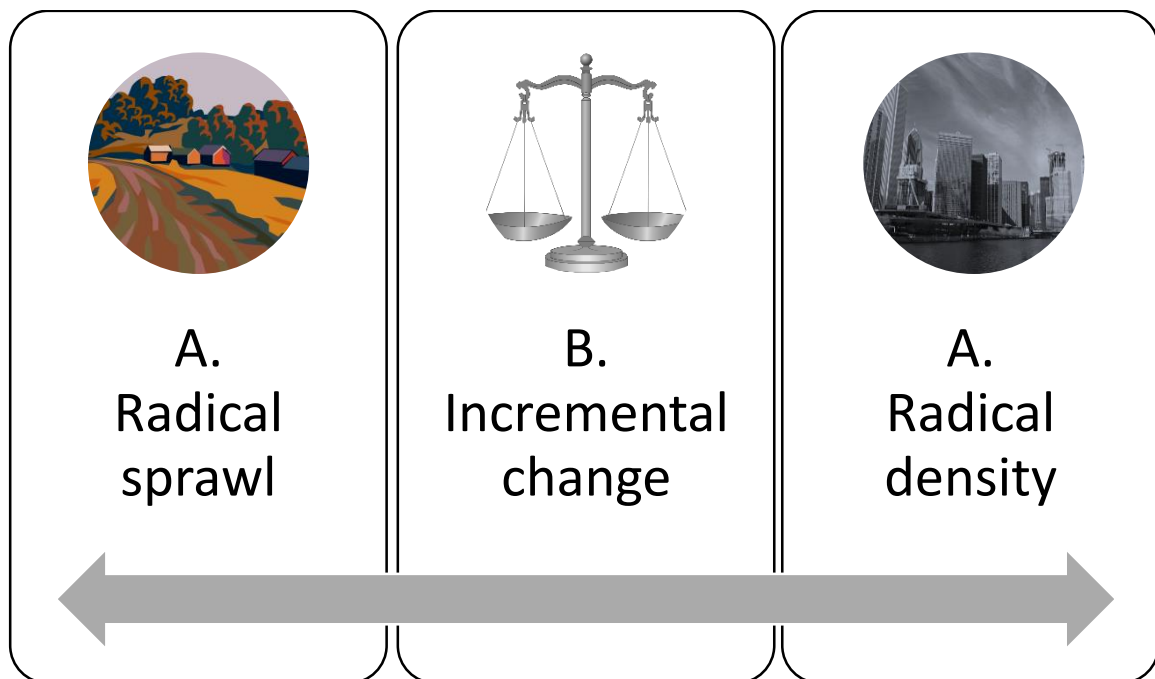 A.
Radical
sprawl
B.
Incremental
change
A.
Radical
density